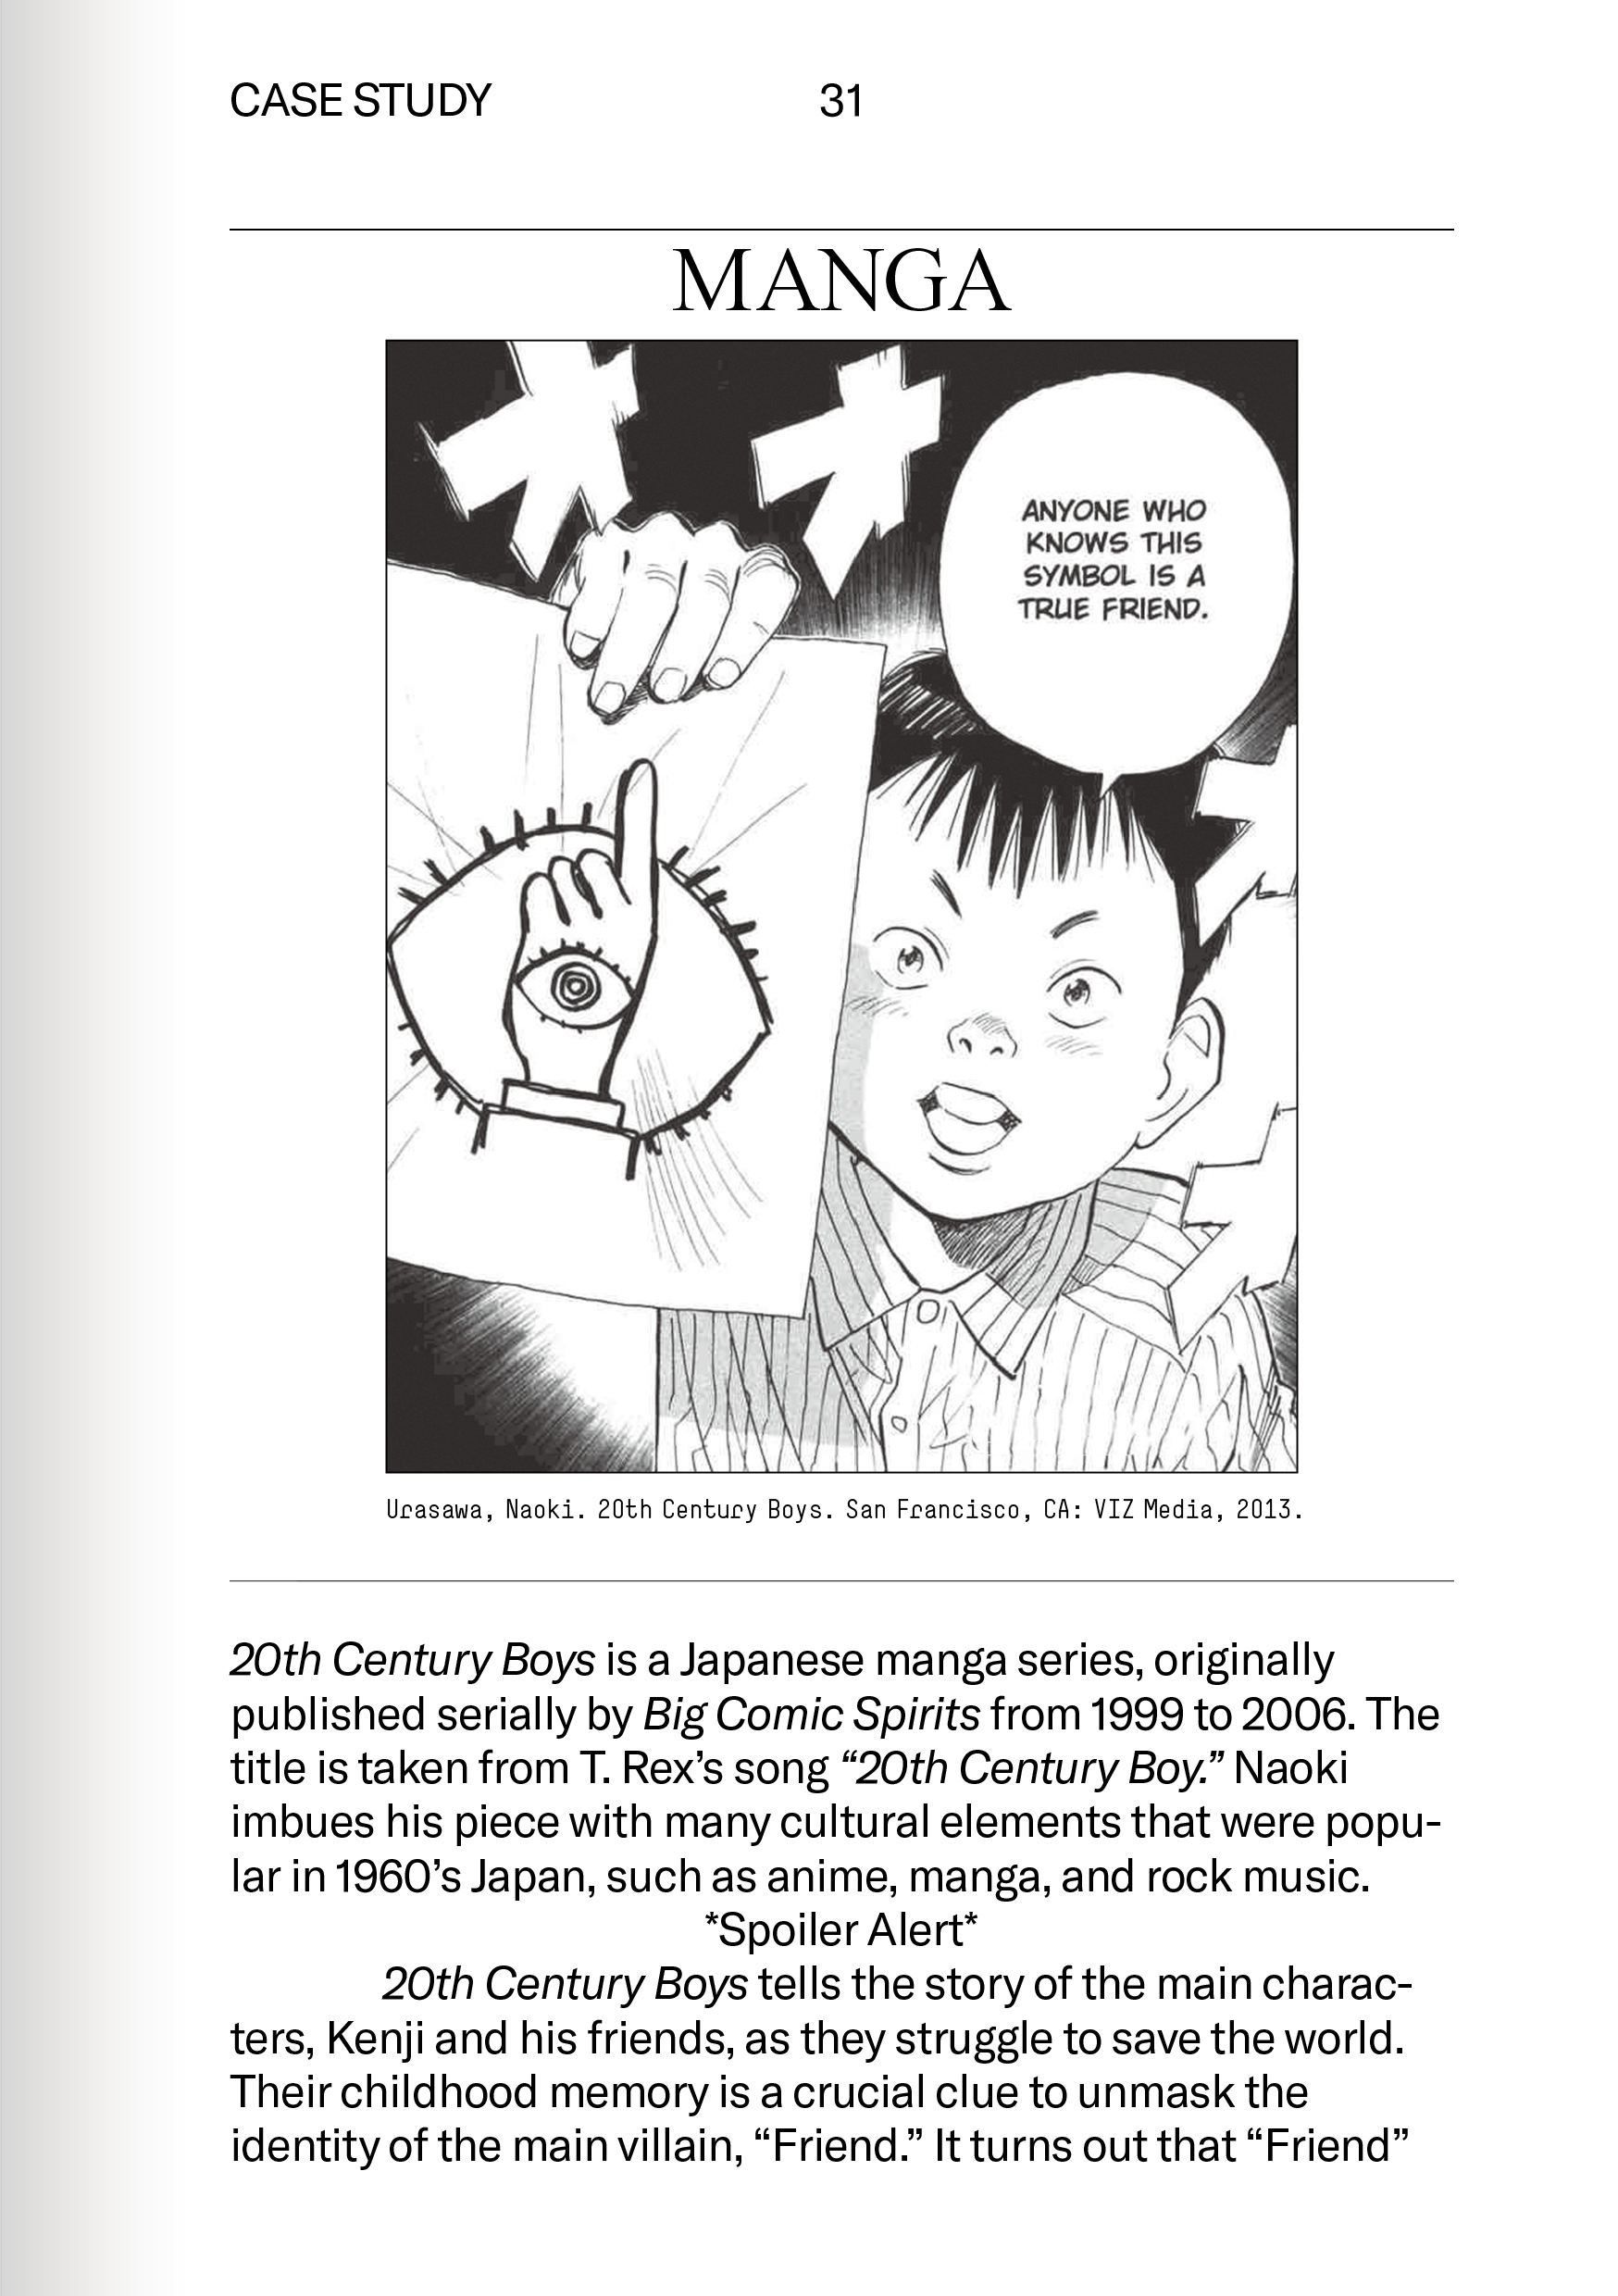 CASE STUDY
31
MANGA
ANYONE WHO
KNOWS THIS
SYMBOL IS A
TRUE FRIEND.
Urasawa, Naoki. 20th Century Boys. San Francisco, CA: VIZ Media, 2013.
20th Century Boys is a Japanese manga series, originally
published serially by Big Comic Spirits from 1999 to 2006. The
title is taken from T. Rex’s song “20th Century Boy.” Naoki
imbues his piece with many cultural elements that were popu-
lar in 1960’s Japan, such as anime, manga, and rock music.
*Spoiler Alert*
20th Century Boys tells the story of the main charac-
ters, Kenji and his friends, as they struggle to save the world.
Their childhood memory is a crucial clue to unmask the
identity of the main villain, “Friend.” It turns out that “Friend”